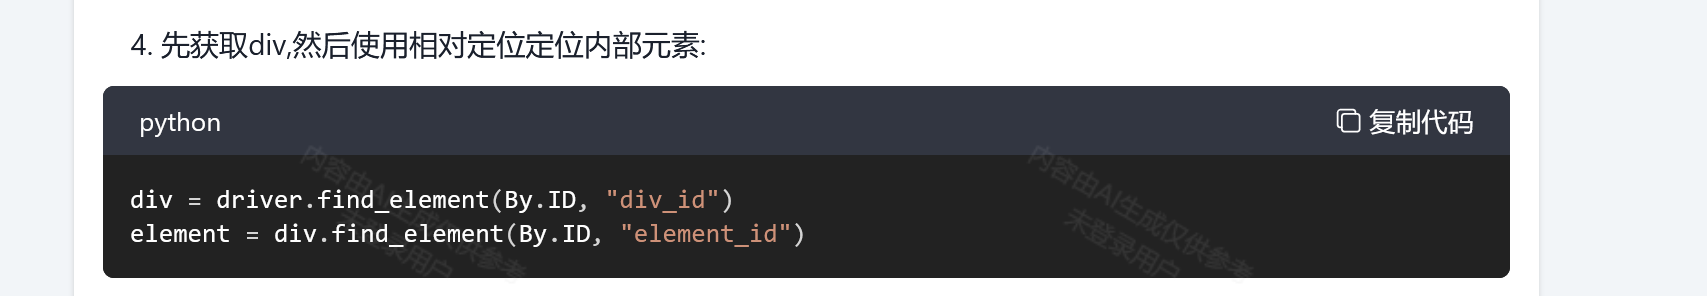 4. 先获取div,然后使用相对定位定位内部元素:
python
复制代码
div = driver.find_element(By.ID, "div_id")
element = div.find_element(By.ID, "element_id")
内容由AI生成仅供参考
未登录用户
内容由AI生成仅供参考
未登录用户